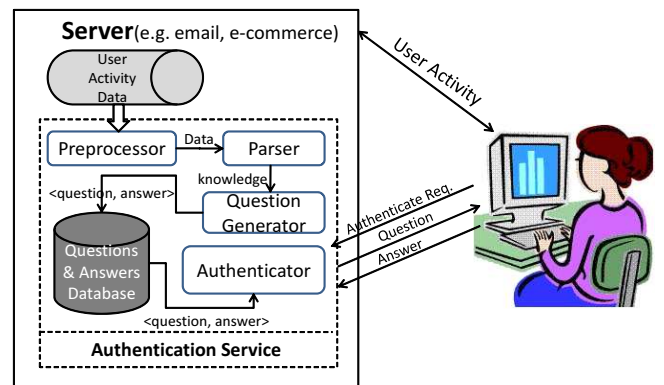 Server(e.g. email, e-commerce)
User
Activity
Data
User Activity
Preprocessor
Data
Parser
knowledge
<question, answer>
Question
Generator
Authenticate Req.
Question
Answer
Questions
& Answers
Database
Authenticator
<question, answer>
Authentication Service